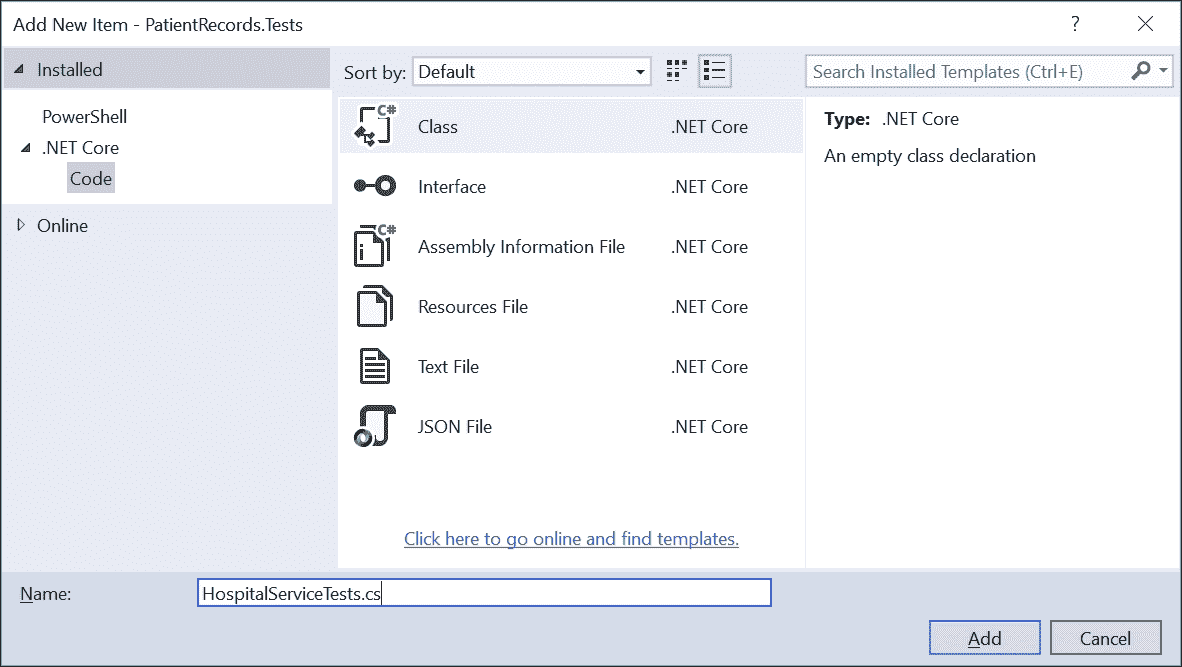 Add New Item - PatientRecords.Tests
?
Installed
PowerShell
.NET Core
Code
Online
Sort by: Default
Search Installed Templates (Ctrl+E)
C# Class .NET Core
Interface .NET Core
C# Assembly Information File .NET Core
Resources File .NET Core
Text File .NET Core
JSON File .NET Core
Click here to go online and find templates.
Type: .NET Core
An empty class declaration
Name: HospitalServiceTests.cs
Add Cancel